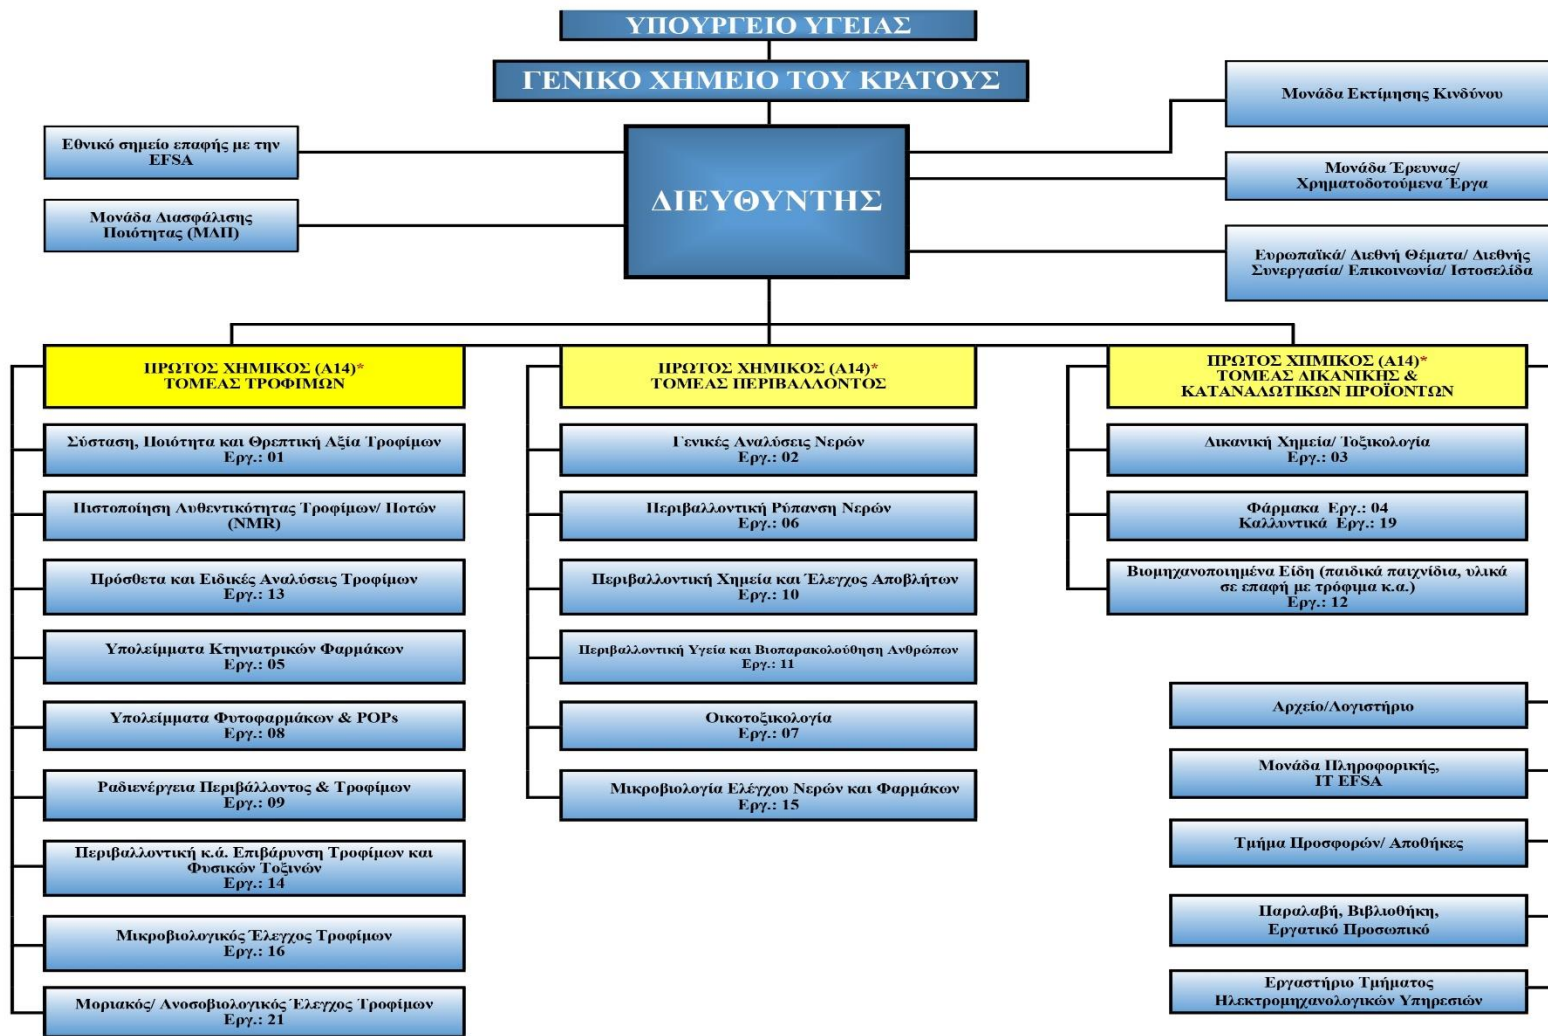 ΥΠΟΥΡΓΕΙΟ ΥΓΕΙΑΣ
ΓΕΝΙΚΟ ΧΗΜΕΙΟ ΤΟΥ ΚΡΑΤΟΥΣ
ΔΙΕΥΘΥΝΤΗΣ
Εθνικό σημείο επαφής με την
EFSA
Μονάδα Διασφάλισης
Ποιότητας (ΜΔΠ)
Μονάδα Εκτίμησης Κινδύνου
Μονάδα Έρευνας/
Χρηματοδοτούμενα Έργα
Ευρωπαϊκά/ Διεθνή Θέματα/ Διεθνής
Συνεργασία/ Επικοινωνία/ Ιστοσελίδα
ΠΡΩΤΟΣ ΧΗΜΙΚΟΣ (Α14)*
ΤΟΜΕΑΣ ΤΡΟΦΙΜΩΝ
Σύσταση, Ποιότητα και Θρεπτική Αξία Τροφίμων
Εργ.: 01
Πιστοποίηση Αυθεντικότητας Τροφίμων/ Ποτών
(NMR)
Πρόσθετα και Ειδικές Αναλύσεις Τροφίμων
Εργ.: 13
Υπολείμματα Κτηνιατρικών Φαρμάκων
Εργ.: 05
Υπολείμματα Φυτοφαρμάκων & POPs
Εργ.: 08
Ραδιενέργεια Περιβάλλοντος & Τροφίμων
Εργ.: 09
Περιβαλλοντική κ.ά. Επιβάρυνση Τροφίμων και
Φυσικών Τοξινών
Εργ.: 14
Μικροβιολογικός Έλεγχος Τροφίμων
Εργ.: 16
Μοριακός/ Ανοσοβιολογικός Έλεγχος Τροφίμων
Εργ.: 21
ΠΡΩΤΟΣ ΧΗΜΙΚΟΣ (Α14)*
ΤΟΜΕΑΣ ΠΕΡΙΒΑΛΛΟΝΤΟΣ
Γενικές Αναλύσεις Νερών
Εργ.: 02
Περιβαλλοντική Ρύπανση Νερών
Εργ.: 06
Περιβαλλοντική Χημεία και Έλεγχος Αποβλήτων
Εργ.: 10
Περιβαλλοντική Υγεία και Βιοπαρακολούθηση Ανθρώπων
Εργ.: 11
Οικοτοξικολογία
Εργ.: 07
Μικροβιολογία Ελέγχου Νερών και Φαρμάκων
Εργ.: 15
ΠΡΩΤΟΣ ΧΗΜΙΚΟΣ (Α14)*
ΤΟΜΕΑΣ ΔΙΚΑΝΙΚΗΣ &
ΚΑΤΑΝΑΛΩΤΙΚΩΝ ΠΡΟΪΟΝΤΩΝ
Δικανική Χημεία/ Τοξικολογία
Εργ.: 03
Φάρμακα Εργ.: 04
Καλλυντικά Εργ.: 19
Βιομηχανοποιημένα Είδη (παιδικά παιχνίδια, υλικά
σε επαφή με τρόφιμα κ.α.)
Εργ.: 12
Αρχείο/Λογιστήριο
Μονάδα Πληροφορικής,
IT EFSA
Τμήμα Προσφορών/ Αποθήκες
Παραλαβή, Βιβλιοθήκη,
Εργατικό Προσωπικό
Εργαστήριο Τμήματος
Ηλεκτρομηχανολογικών Υπηρεσιών